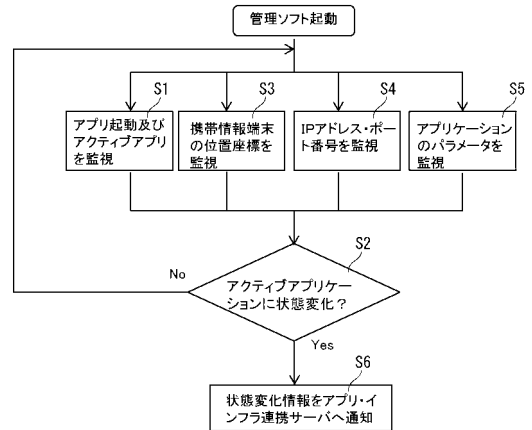 管理ソフト起動
S1
アプリ起動及び
アクティブアプリ
を監視
S3
携帯情報端末
の位置座標を
監視
S4
IPアドレス・ポー
ト番号を監視
S5
アプリケーション
のパラメータを
監視
S2
アクティブアプリケー
ションに状態変化?
No
Yes
S6
状態変化情報をアプリ・イ
ンフラ連携サーバへ通知